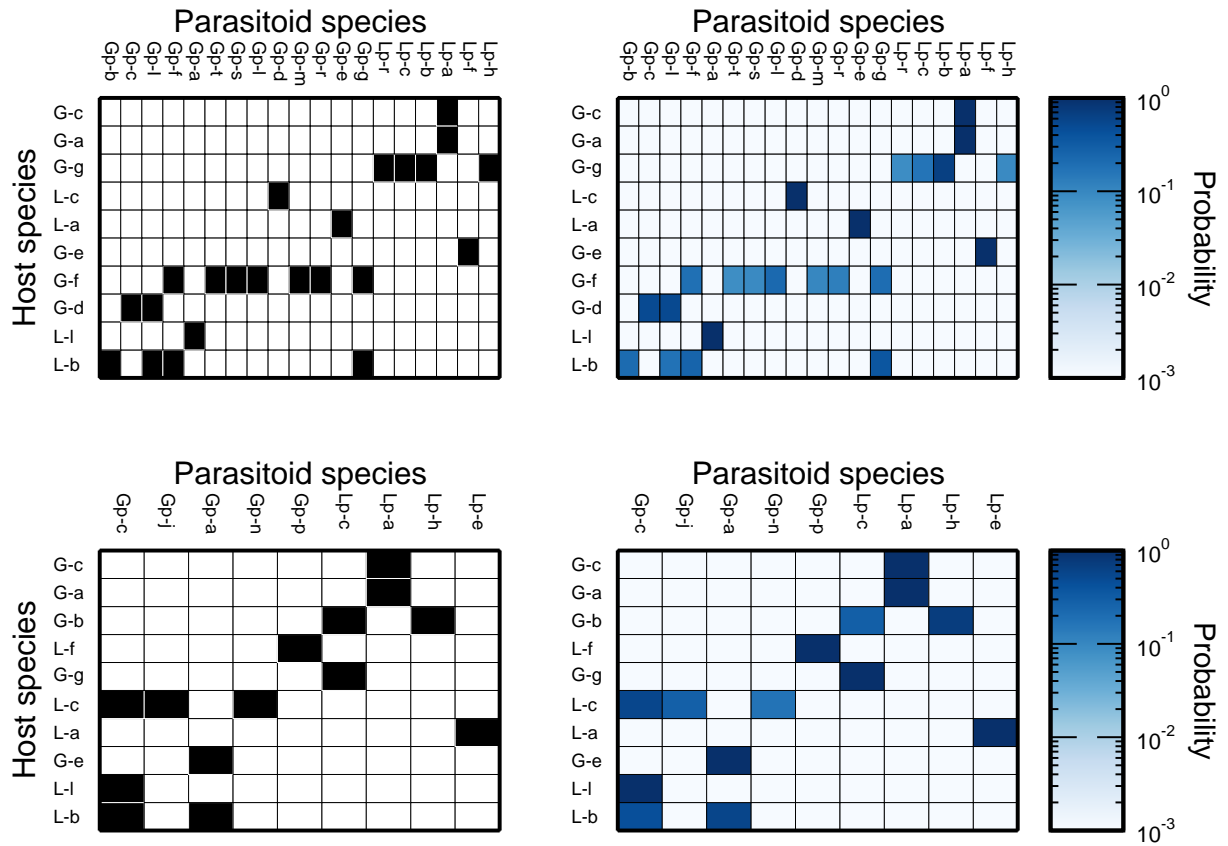 Parasitoid species
Gp-b Gp-c Gp-l Gp-f Gp-a Gp-t Gp-s Gp-l Gp-d Gp-m Gp-r Gp-e Gp-g Lp-r Lp-c Lp-b Lp-a Lp-f Lp-h
Host species
G-c
G-a
G-g
L-c
L-a
G-e
G-f
G-d
L-l
L-b
Parasitoid species
Gp-b Gp-c Gp-l Gp-f Gp-a Gp-t Gp-s Gp-l Gp-d Gp-m Gp-r Gp-e Gp-g Lp-r Lp-c Lp-b Lp-a Lp-f Lp-h
G-c
G-a
G-g
L-c
L-a
G-e
G-f
G-d
L-l
L-b
10^0
10^-1
10^-2
10^-3
Probability
Parasitoid species
Gp-c Gp-j Gp-a Gp-n Gp-p Lp-c Lp-a Lp-h Lp-e
Host species
G-c
G-a
G-b
L-f
G-g
L-c
L-a
G-e
L-l
L-b
Parasitoid species
Gp-c Gp-j Gp-a Gp-n Gp-p Lp-c Lp-a Lp-h Lp-e
G-c
G-a
G-b
L-f
G-g
L-c
L-a
G-e
L-l
L-b
10^0
10^-1
10^-2
10^-3
Probability